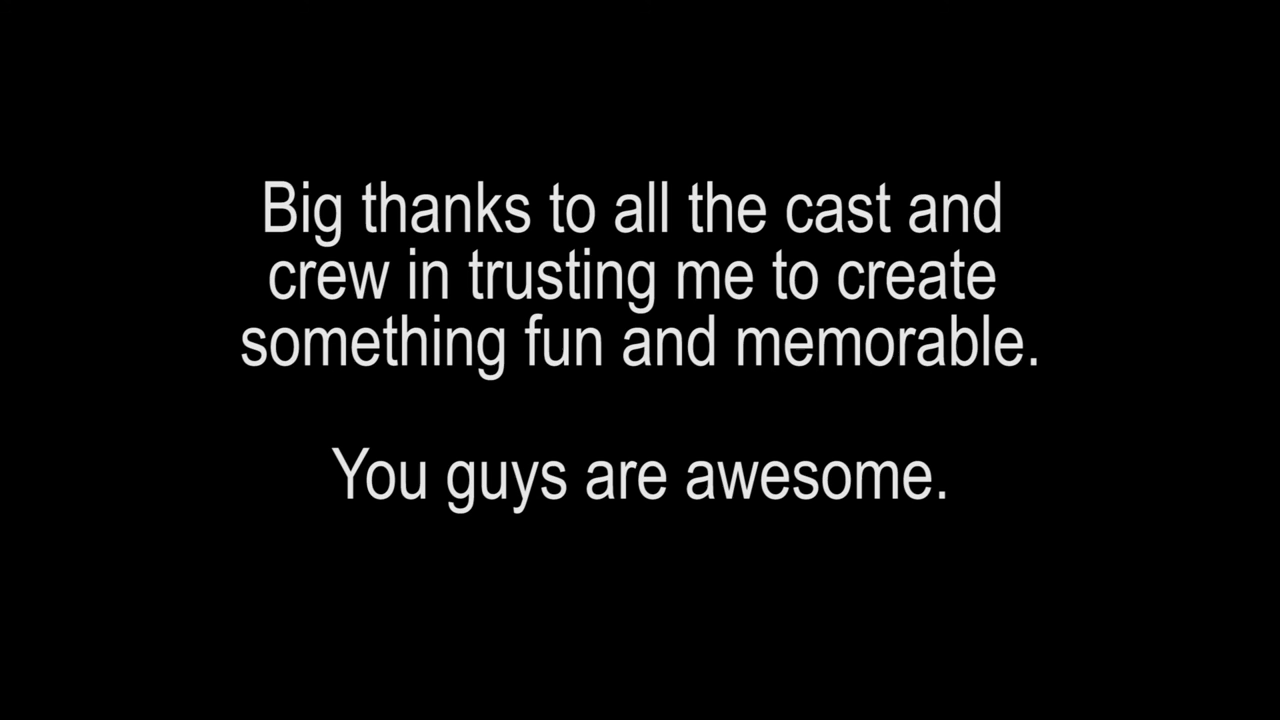 Big thanks to all the cast and
crew in trusting me to create
something fun and memorable.
You guys are awesome.